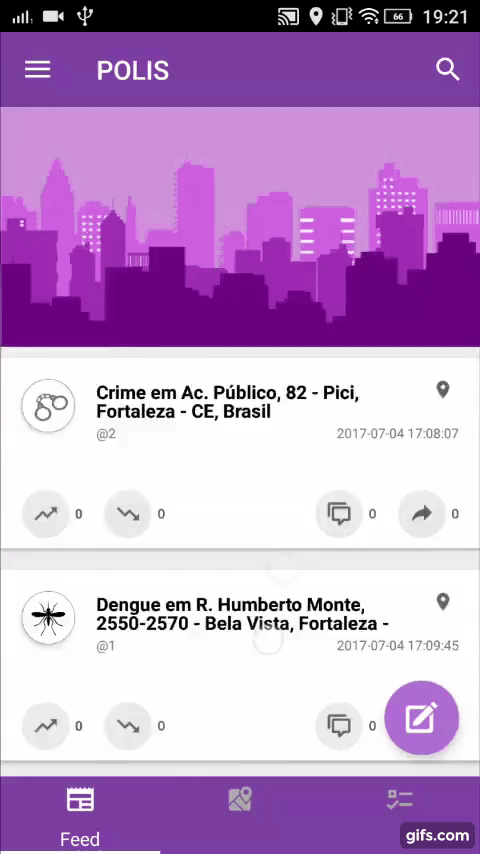 66 19:21
POLIS
Crime em Ac. Público, 82 - Pici,
Fortaleza - CE, Brasil
@2 2017-07-04 17:08:07
0 0 0 0
Dengue em R. Humberto Monte,
2550-2570 - Bela Vista, Fortaleza -
@1 2017-07-04 17:09:45
0 0 0
Feed
gifs.com